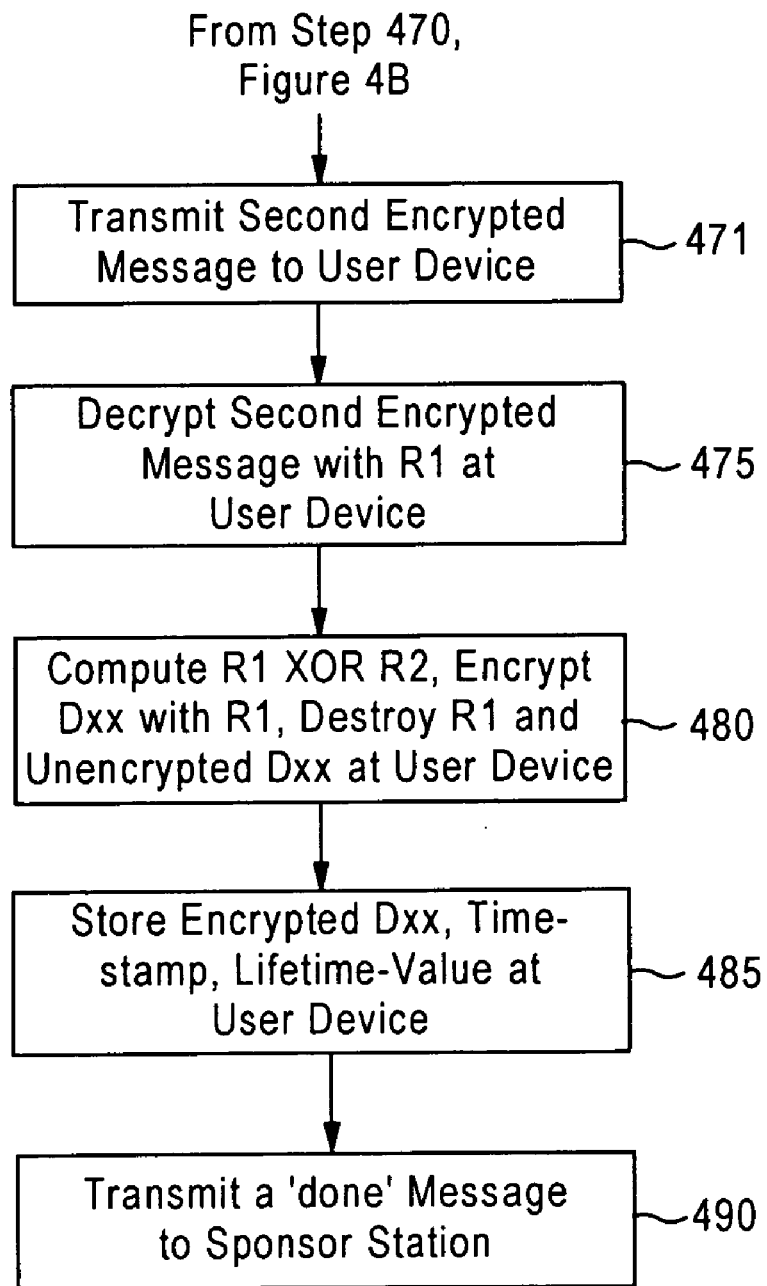 From Step 470,
Figure 4B
Transmit Second Encrypted
Message to User Device
471
Decrypt Second Encrypted
Message with R1 at
User Device
475
Compute R1 XOR R2, Encrypt
Dxx with R1, Destroy R1 and
Unencrypted Dxx at User Device
480
Store Encrypted Dxx, Time-
stamp, Lifetime-Value at
User Device
485
Transmit a 'done' Message
to Sponsor Station
490